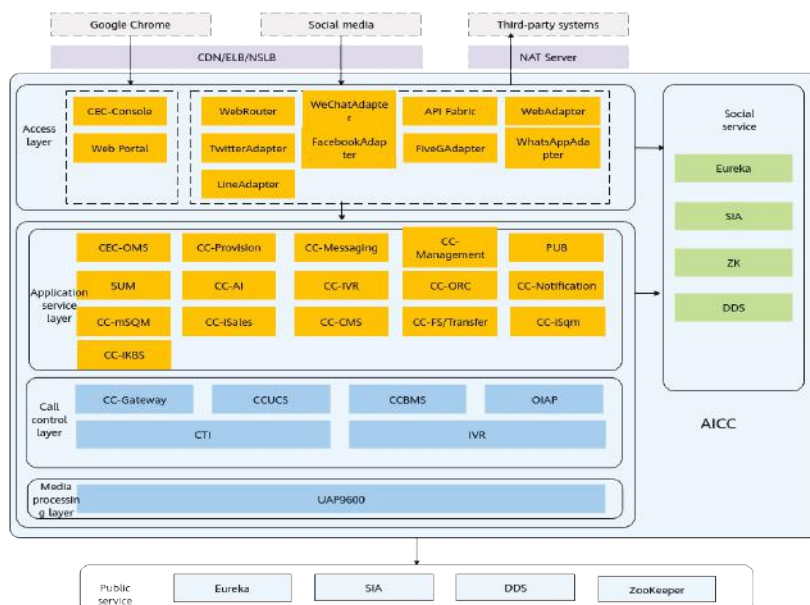 Google Chrome
Social media
Third-party systems
CDN/ELB/NSLB
NAT Server
Access
layer
CEC-Console
WebRouter
WeChatAdapte
r
API Fabric
WebAdapter
Web Portal
TwitterAdapter
FacebookAdap
ter
FiveGAdapter
WhatsAppAda
pter
LineAdapter
Social
service
Eureka
SIA
ZK
DDS
Application
service
layer
CEC-OMS
CC-Provision
CC-Messaging
CC-
Management
PUB
SUM
CC-AI
CC-IVR
CC-ORC
CC-Notification
CC-mSQM
CC-iSales
CC-CMS
CC-FS/Transfer
CC-iSqm
CC-IKBS
Call
control
layer
CC-Gateway
CCUCS
CCBMS
OIAP
CTI
IVR
AICC
Media
processin
g layer
UAP9600
Public
service
Eureka
SIA
DDS
ZooKeeper